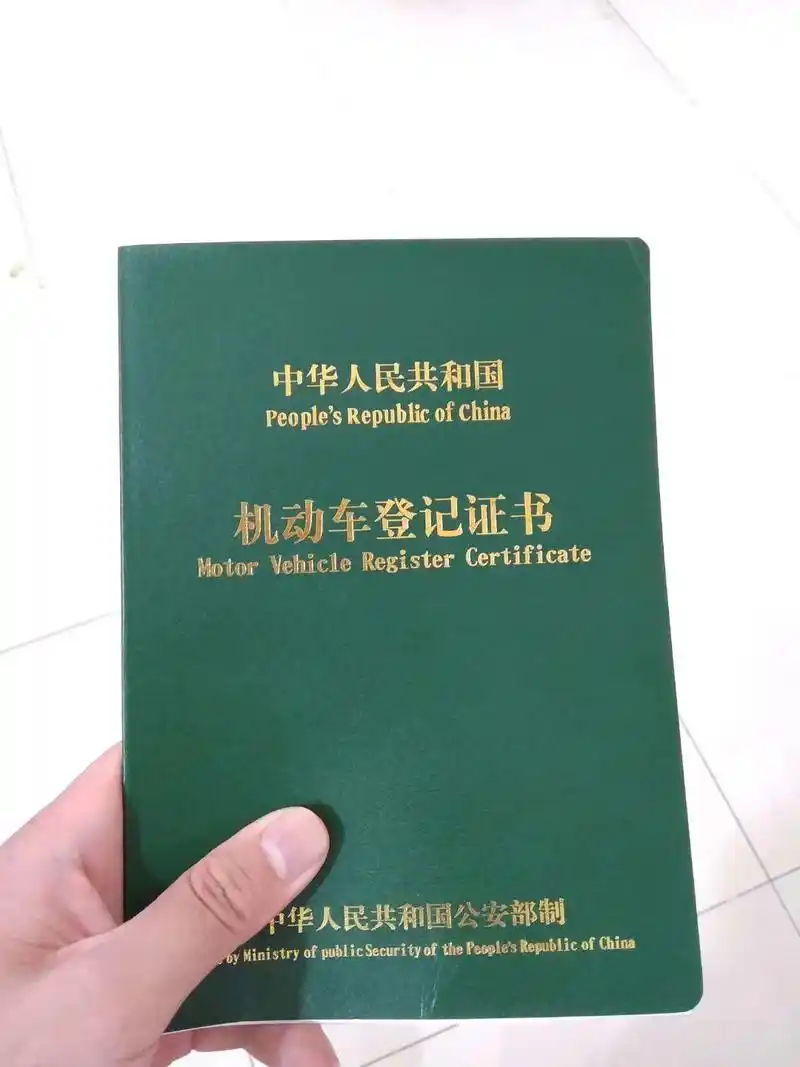 中华人民共和国
People's Republic of China
机动车登记证书
Motor Vehicle Register Certificate
中华人民共和国公安部制
by Ministry of public Security of the People's Republic of China